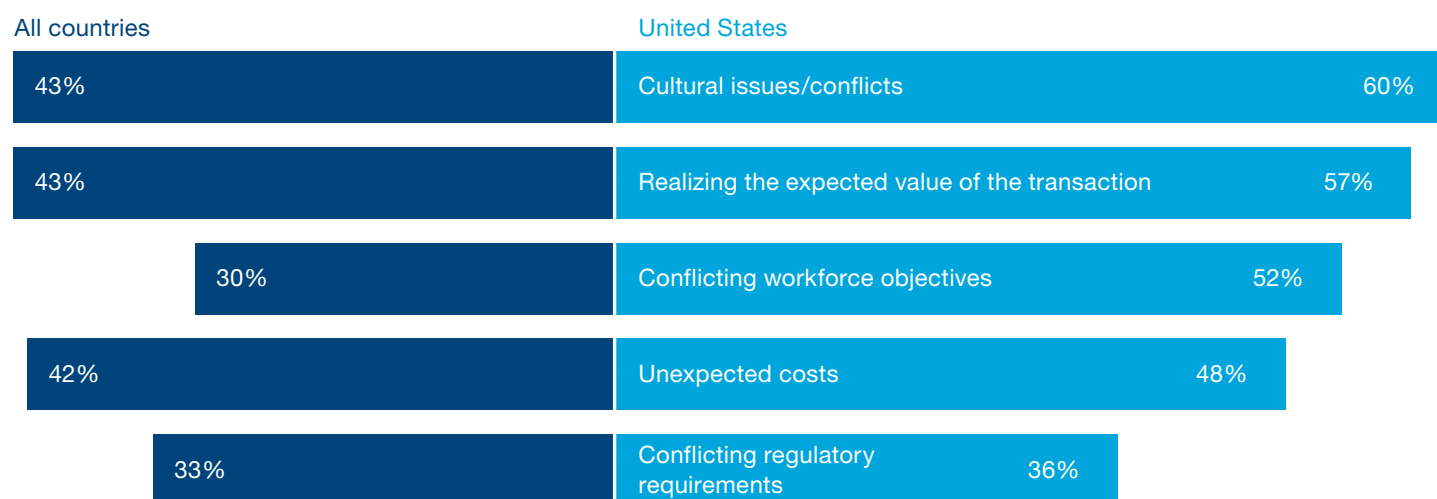 All countries United States
43% Cultural issues/conflicts 60%
43% Realizing the expected value of the transaction 57%
30% Conflicting workforce objectives 52%
42% Unexpected costs 48%
33% Conflicting regulatory
requirements 36%